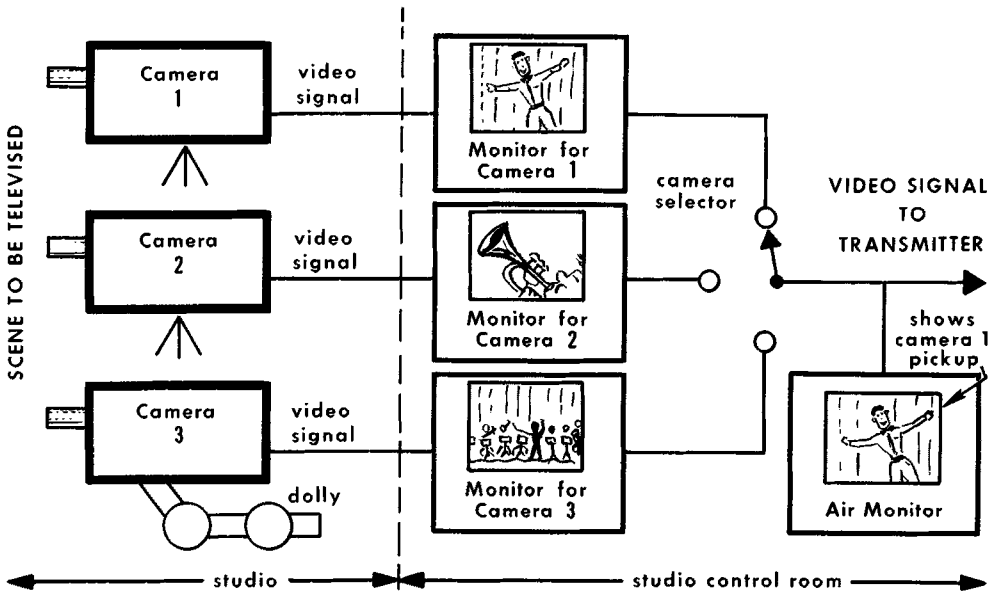 SCENE TO BE TELEVISED
Camera
1
video
signal
Monitor for
Camera 1
Camera
2
video
signal
Monitor for
Camera 2
Camera
3
video
signal
Monitor for
Camera 3
dolly
camera
selector
VIDEO SIGNAL
TO
TRANSMITTER
shows
camera 1
pickup
Air Monitor
studio
studio control room